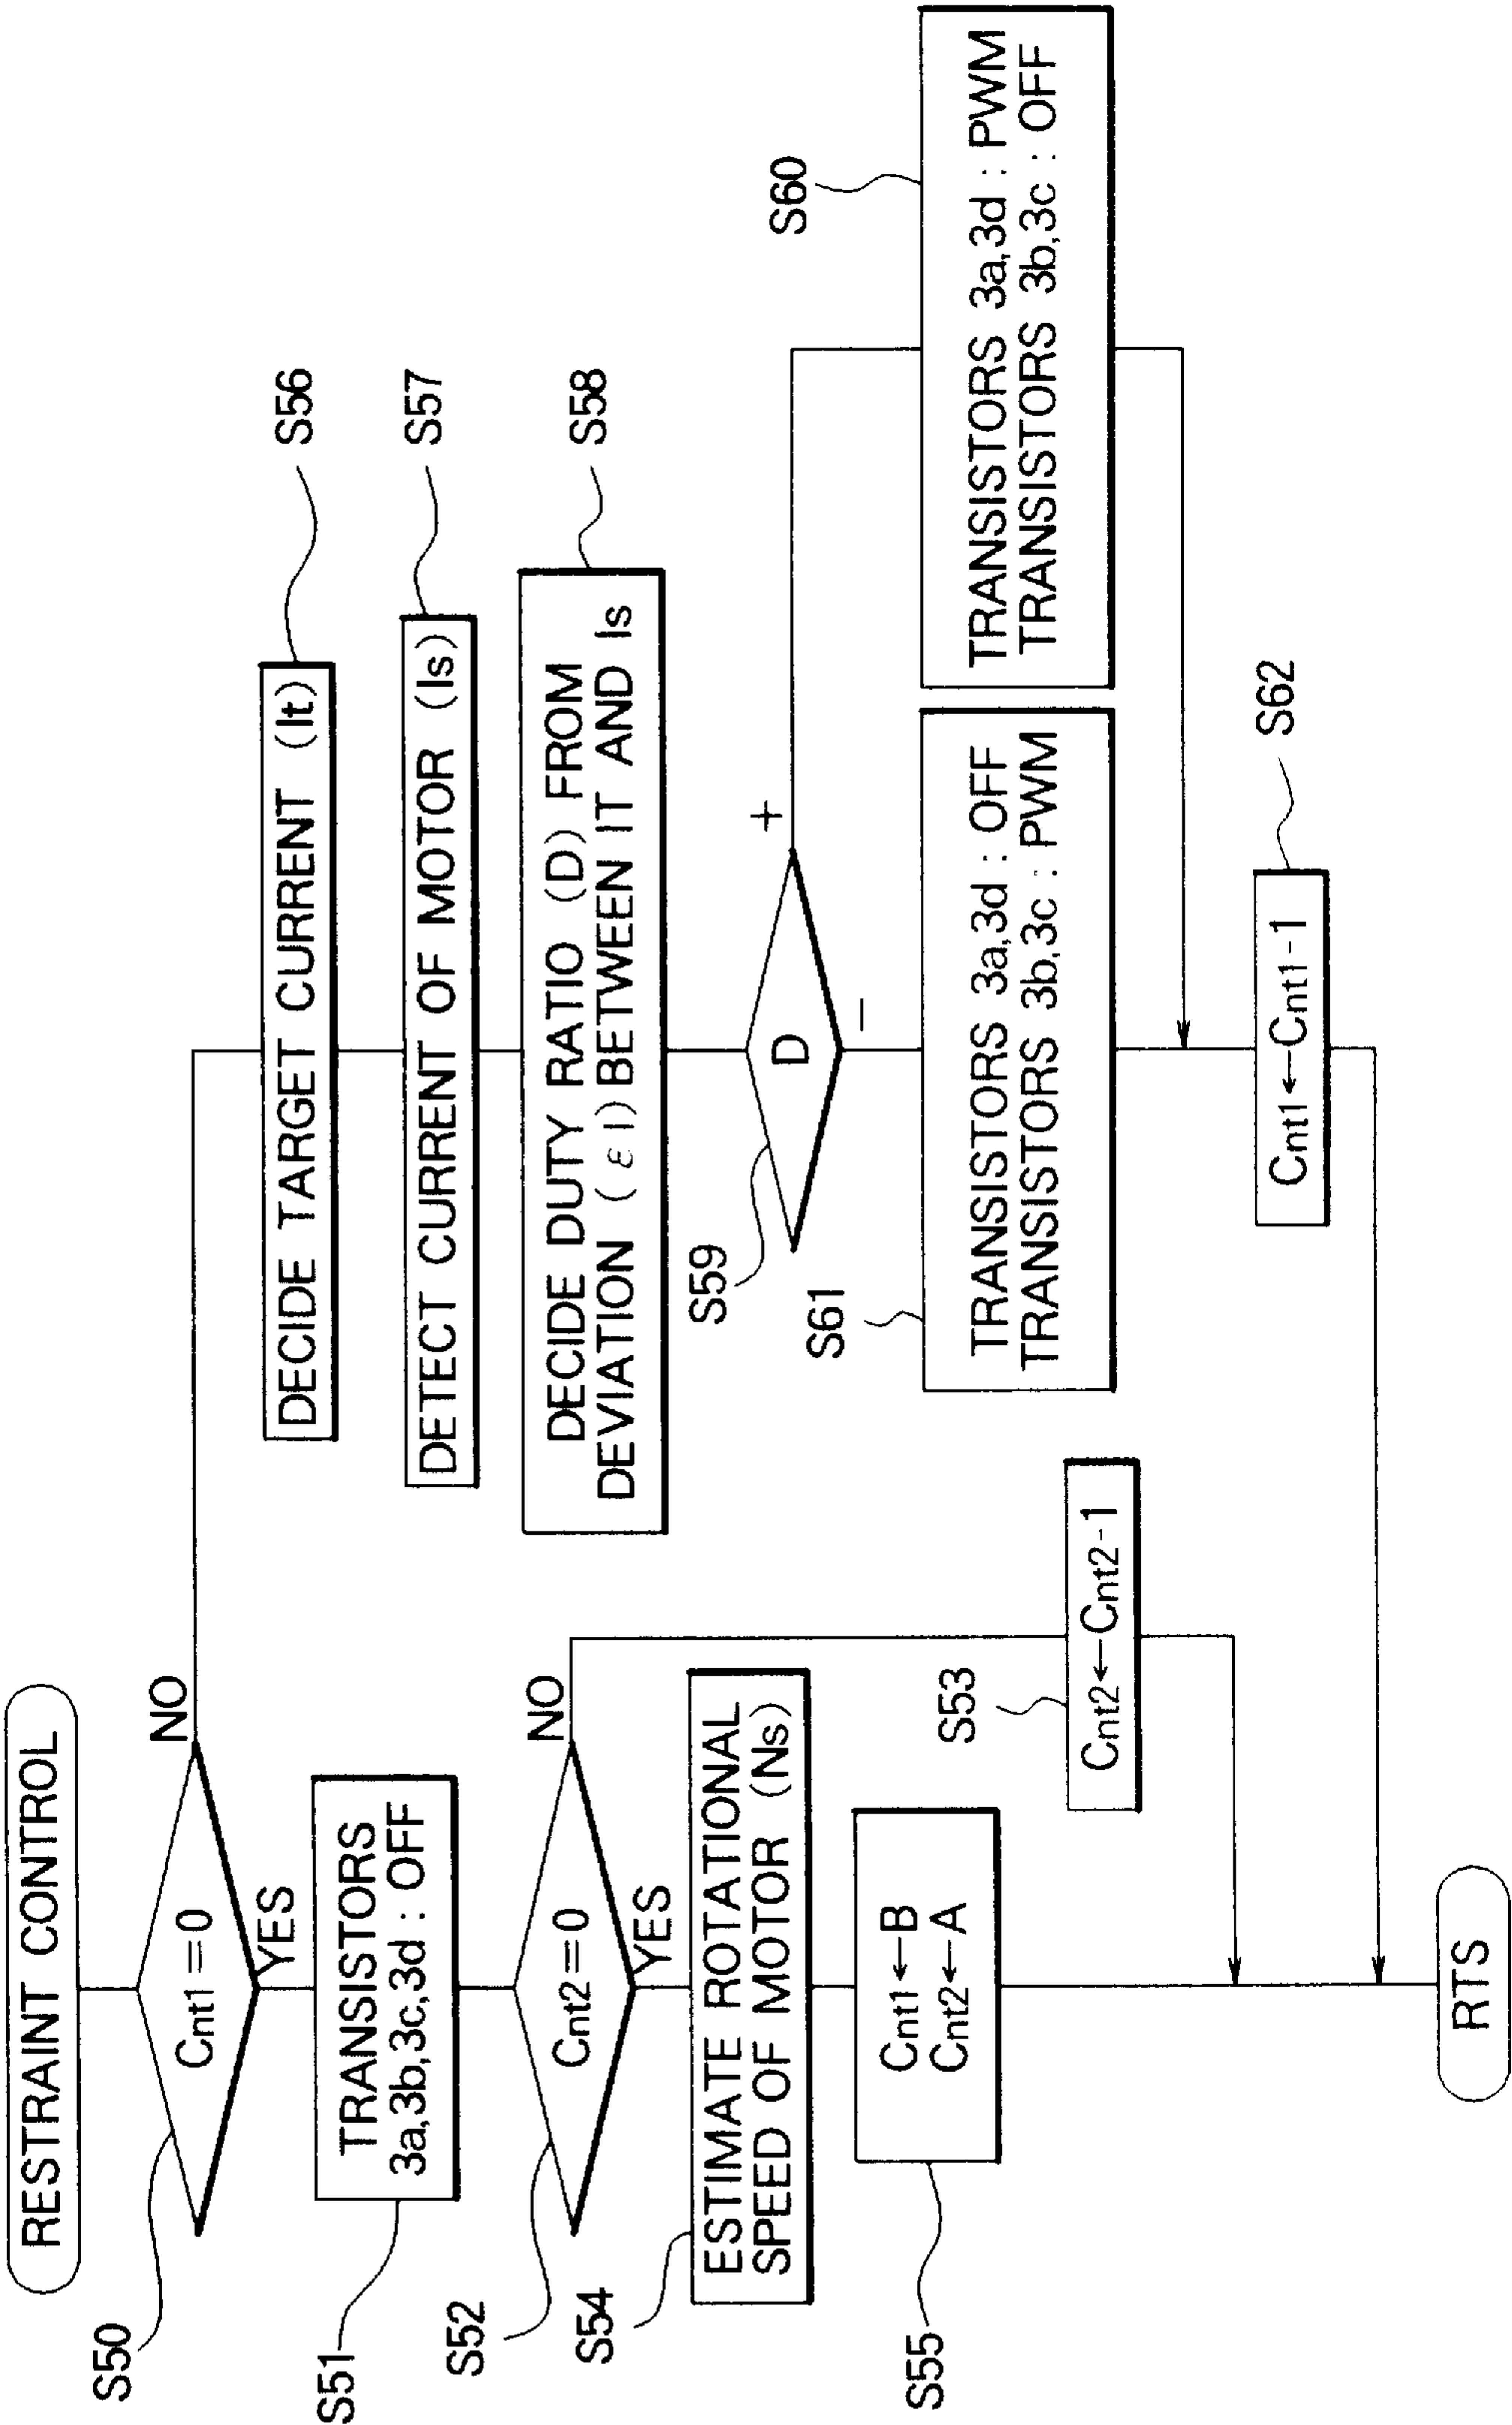 RESTRAINT CONTROL
S50
Cnt1=0
NO
YES
S51
TRANSISTORS
3a,3b,3c,3d : OFF
S52
Cnt2=0
NO
YES
S54
ESTIMATE ROTATIONAL
SPEED OF MOTOR (Ns)
S55
Cnt1←B
Cnt2←A
S53
Cnt2←Cnt2-1
RTS
S56
DECIDE TARGET CURRENT (It)
S57
DETECT CURRENT OF MOTOR (Is)
S58
DECIDE DUTY RATIO (D) FROM
DEVIATION (εI) BETWEEN IT AND Is
S59
D
+
−
S61
TRANSISTORS 3a,3d : OFF
TRANSISTORS 3b,3c : PWM
S60
TRANSISTORS 3a,3d : PWM
TRANSISTORS 3b,3c : OFF
S62
Cnt1←Cnt1-1